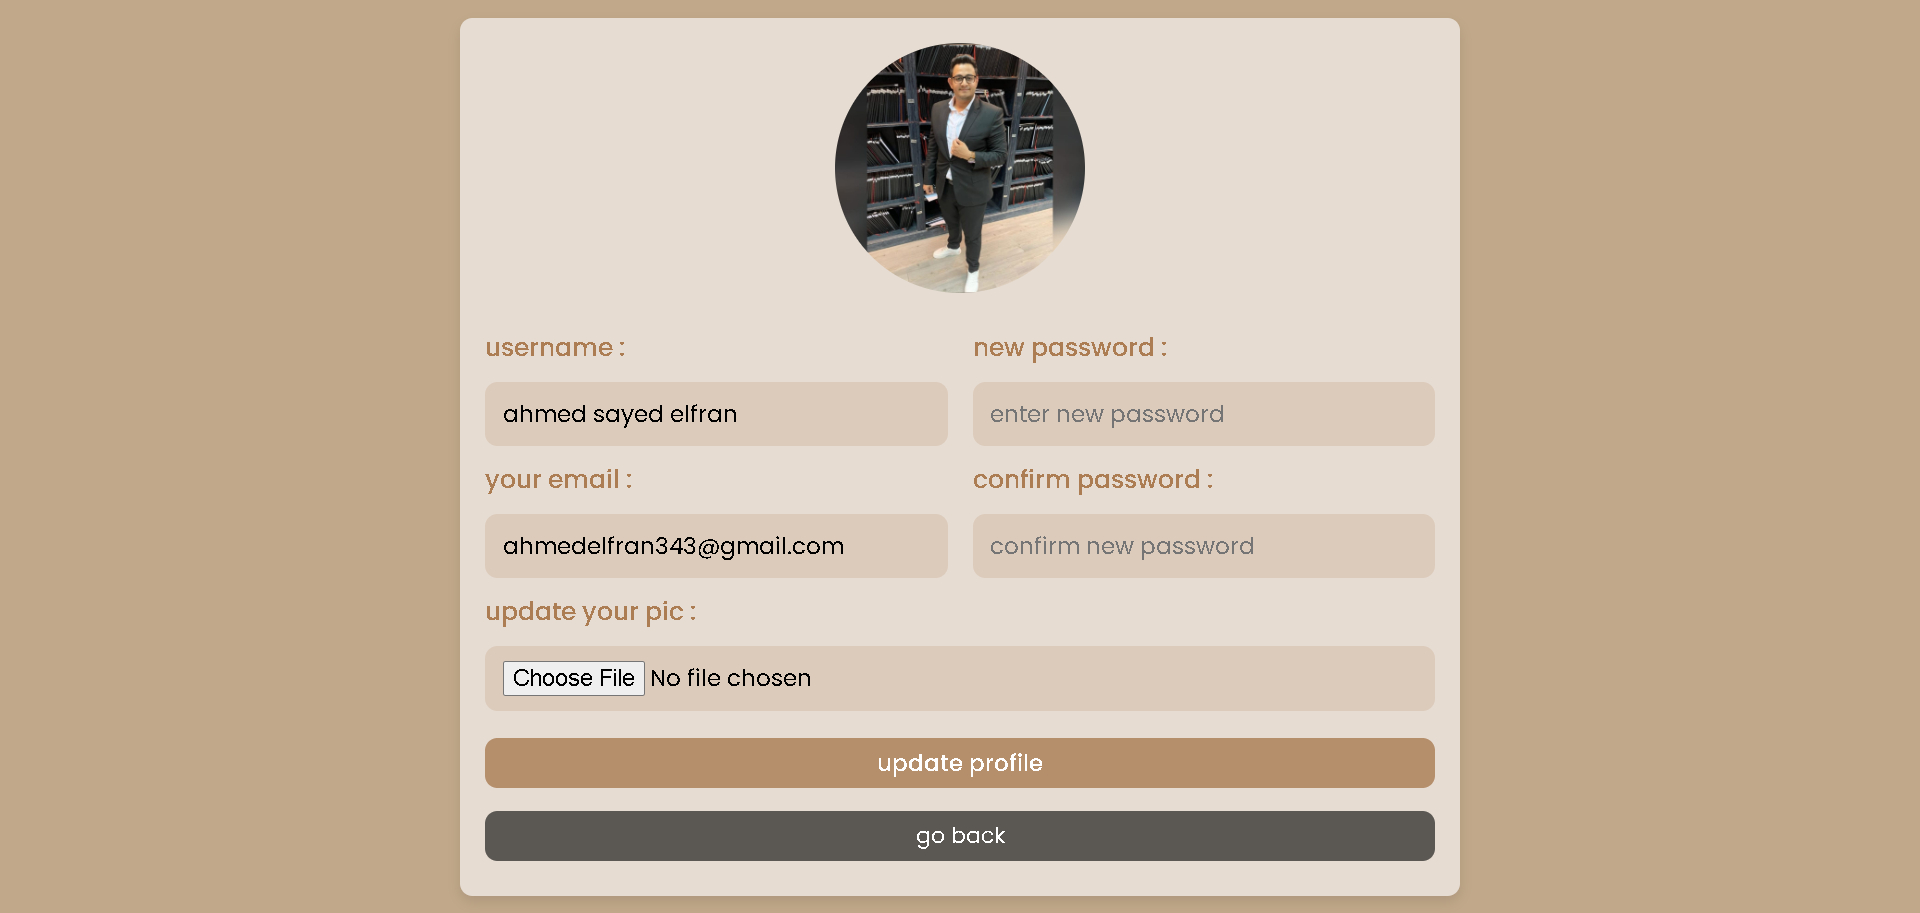 username :
ahmed sayed elfran
new password :
enter new password
your email :
ahmedelfran343@gmail.com
confirm password :
confirm new password
update your pic :
Choose File No file chosen
update profile
go back